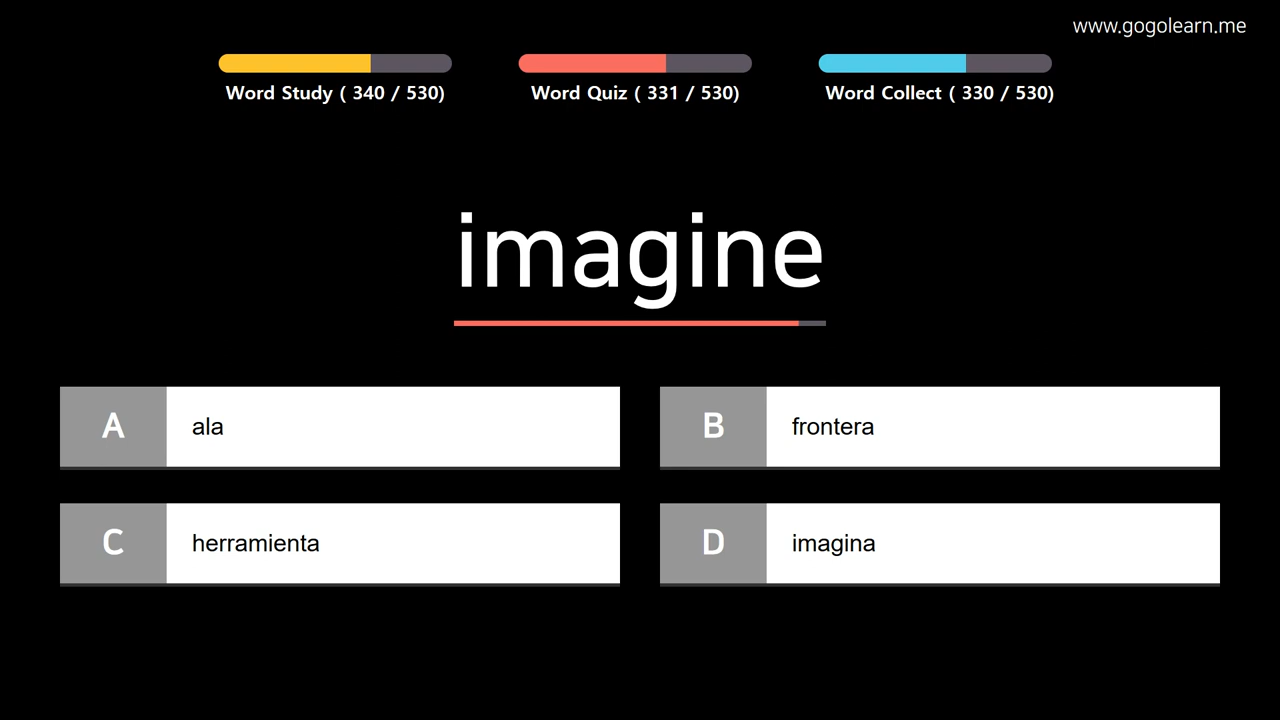 www.gogolearn.me
Word Study ( 340 / 530)
Word Quiz ( 331 / 530)
Word Collect ( 330 / 530)
imagine
A ala
B frontera
C herramienta
D imagina